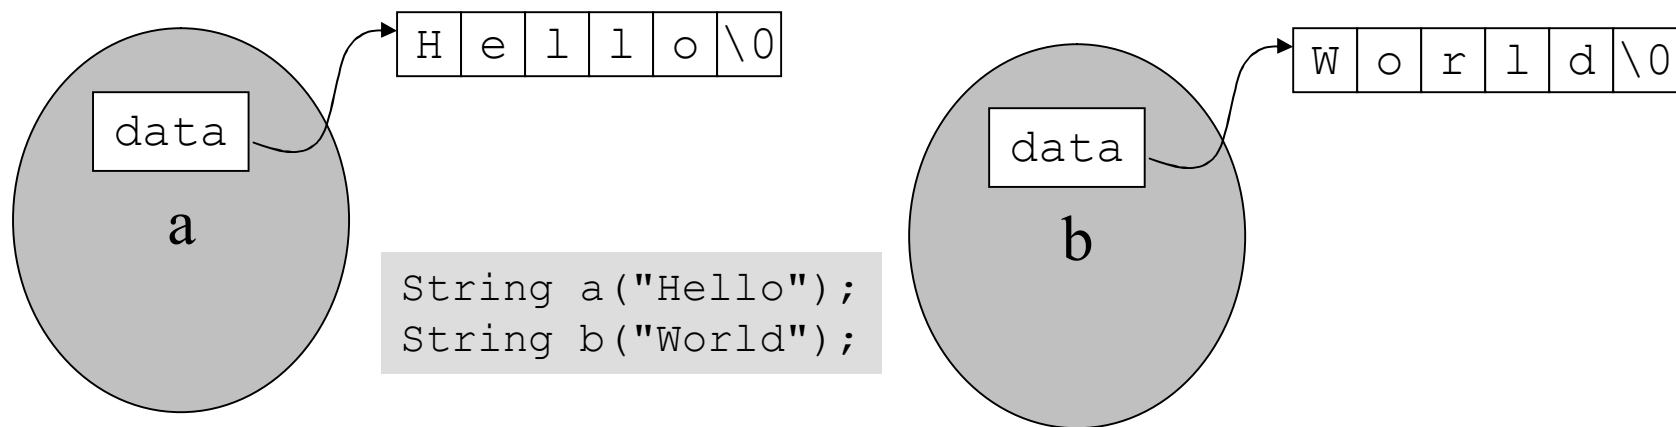 H e l l o \0
W o r l d \0
data
data
a
b
String a("Hello");
String b("World");